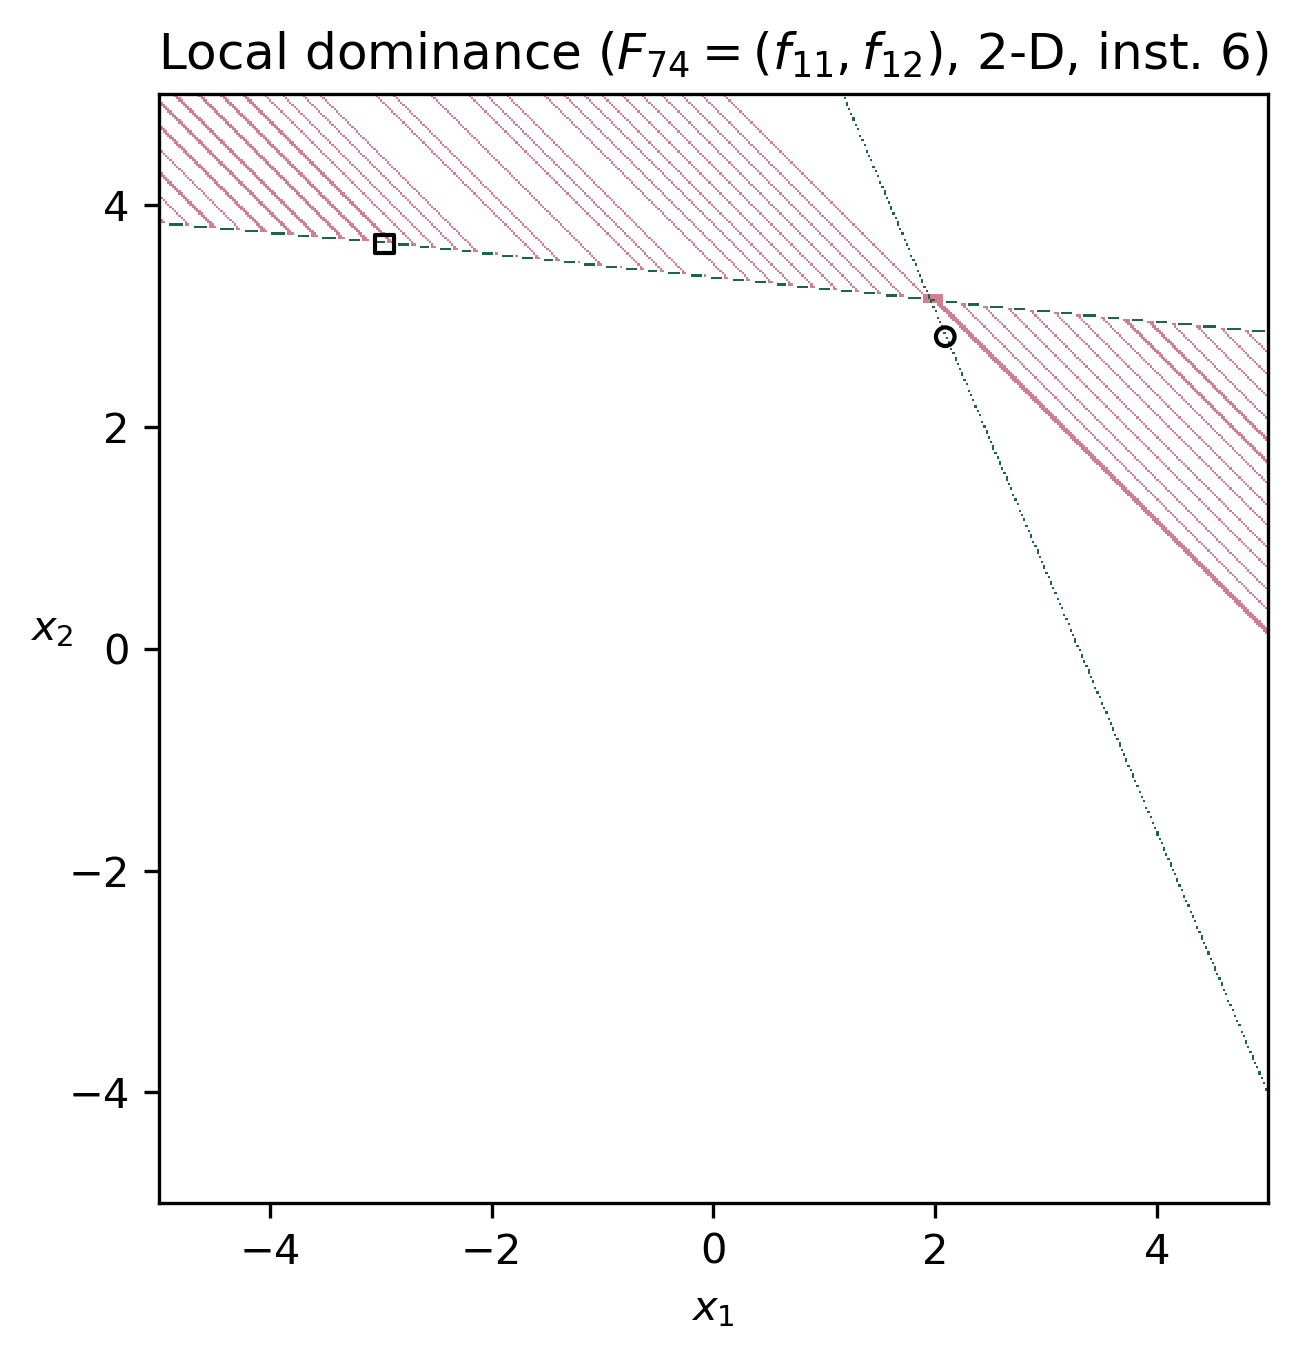 Local dominance (F₇₄ = (f₁₁, f₁₂), 2-D, inst. 6)
4
2
x₂ 0
−2
−4
−4 −2 0 2 4
x₁